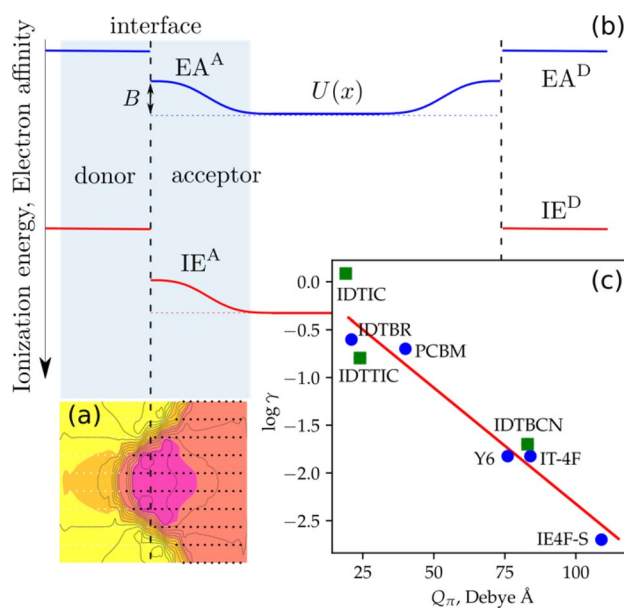 interface
(b)
EA^A
EA^D
B
U(x)
donor
acceptor
IE^D
IE^A
Ionization energy, Electron affinity
(a)
(c)
0.0
IDTIC
−0.5
IDTBR
PCBM
IDTTIC
−1.0
log γ
−1.5
IDTBCN
Y6
IT-4F
−2.0
−2.5
IE4F-S
25
50
75
100
Q_π, Debye Å